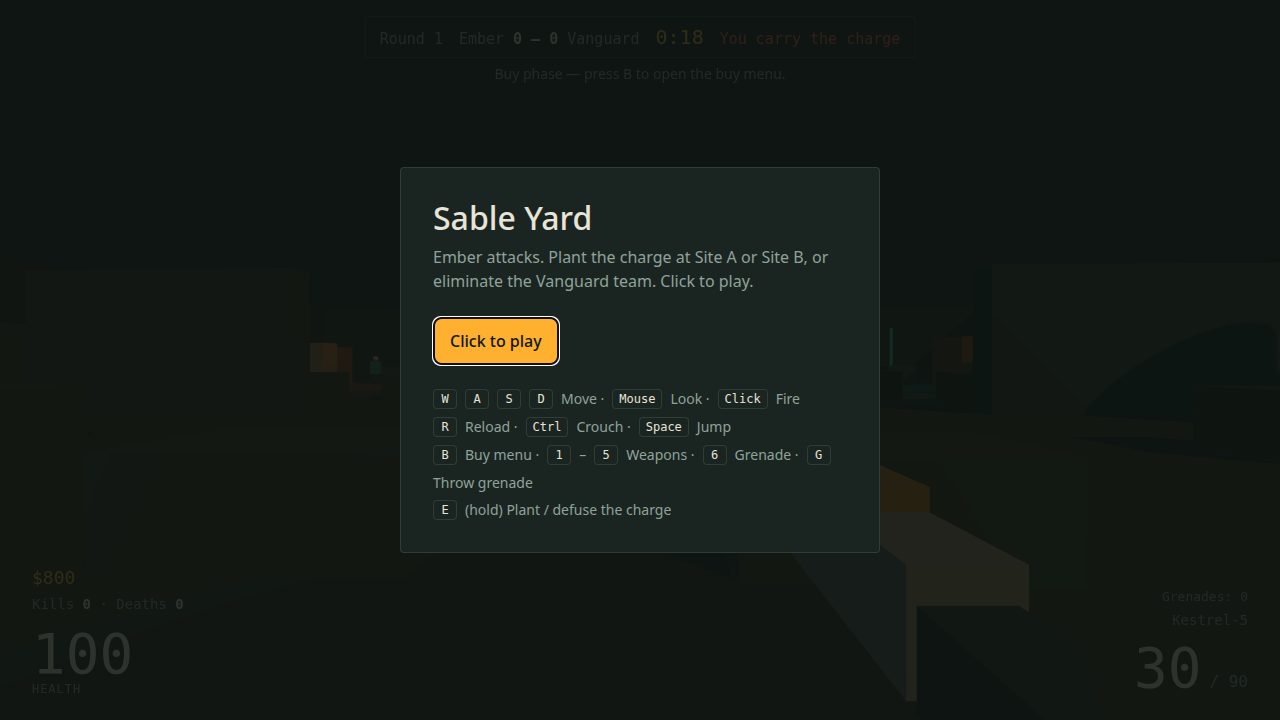 Round 1 Ember 0 — 0 Vanguard 0:18 You carry the charge
Buy phase — press B to open the buy menu.
Sable Yard
Ember attacks. Plant the charge at Site A or Site B, or
eliminate the Vanguard team. Click to play.
Click to play
W A S D Move · Mouse Look · Click Fire
R Reload · Ctrl Crouch · Space Jump
B Buy menu · 1 – 5 Weapons · 6 Grenade · G
Throw grenade
E (hold) Plant / defuse the charge
$800
Kills 0 · Deaths 0
100
HEALTH
Grenades: 0
Kestrel-5
30 / 90